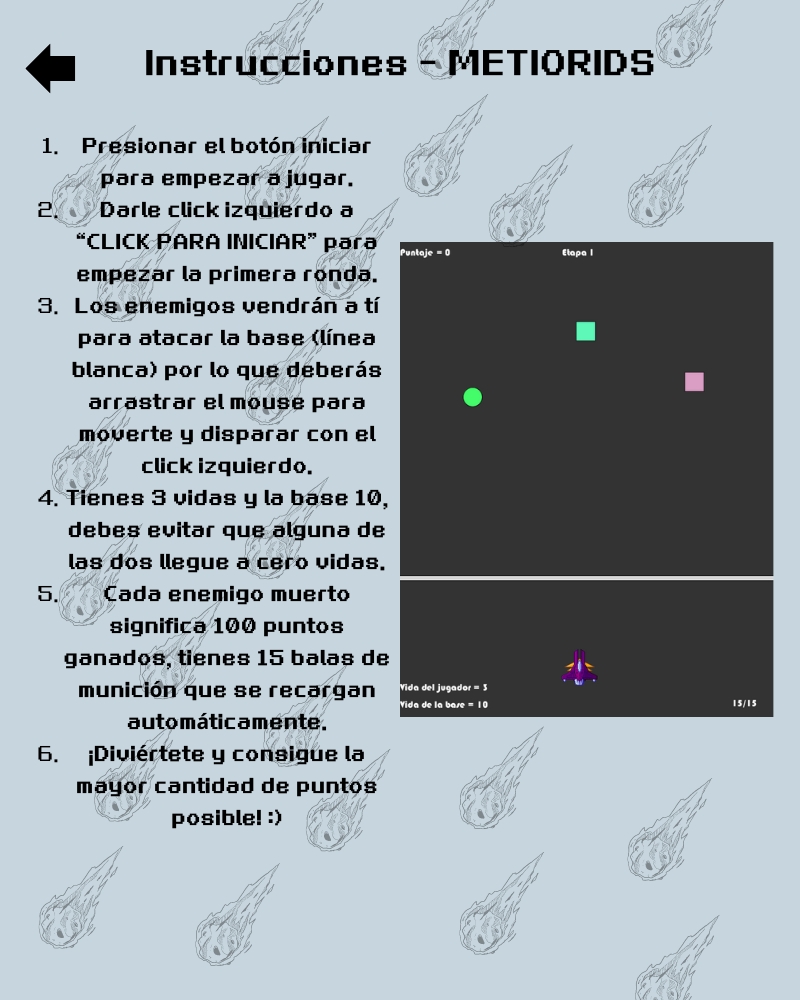 Instrucciones - METIORIDS
1. Presionar el botón iniciar
para empezar a jugar.
2. Darle click izquierdo a
“CLICK PARA INICIAR” para
empezar la primera ronda.
3. Los enemigos vendrán a tí
para atacar la base (línea
blanca) por lo que deberás
arrastrar el mouse para
moverte y disparar con el
click izquierdo.
4. Tienes 3 vidas y la base 10,
debes evitar que alguna de
las dos llegue a cero vidas.
5. Cada enemigo muerto
significa 100 puntos
ganados, tienes 15 balas de
munición que se recargan
automáticamente.
6. ¡Diviértete y consigue la
mayor cantidad de puntos
posible! :)
Puntaje = 0
Etapa 1
Vida del jugador = 3
Vida de la base = 10
15/15